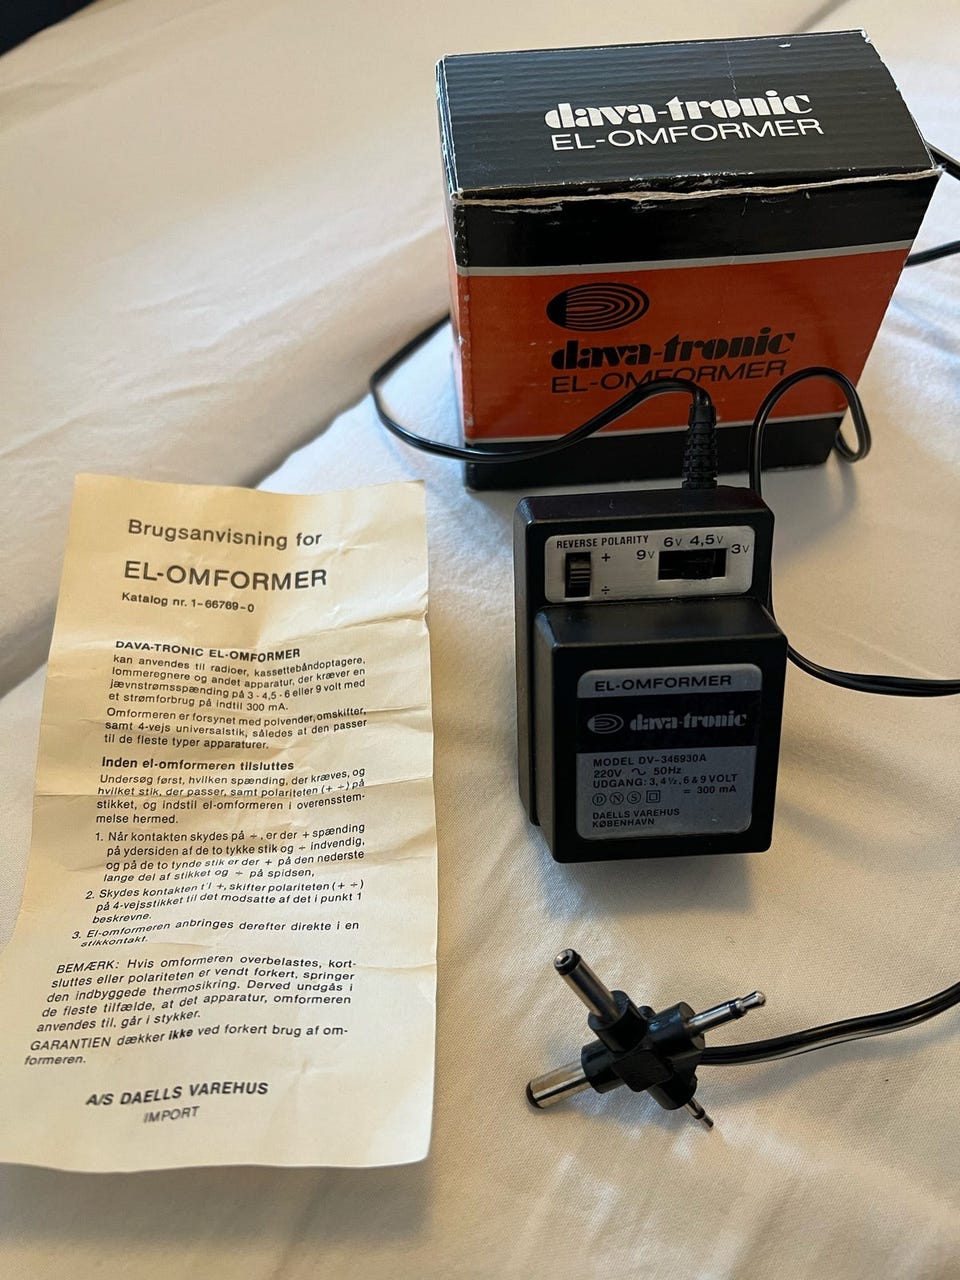 dava-tronic
EL-OMFORMER
dava-tronic
EL-OMFORMER
REVERSE POLARITY
+
÷
9V
6V
4,5V
3V
EL-OMFORMER
dava-tronic
MODEL DV-346930A
220V ∿ 50Hz
UDGANG: 3, 4½, 6 & 9 VOLT
D N S = 300 mA
DAELLS VAREHUS
KØBENHAVN
Brugsanvisning for
EL-OMFORMER
Katalog nr. 1-66769-0
DAVA-TRONIC EL-OMFORMER
kan anvendes til radioer, kassettebåndoptagere,
lommeregnere og andet apparatur, der kræver en
jævnstrømsspænding på 3 - 4,5 - 6 eller 9 volt med
et strømforbrug på indtil 300 mA.
Omformeren er forsynet med polvender, omskifter,
samt 4-vejs universalstik, således at den passer
til de fleste typer apparaturer.
Inden el-omformeren tilsluttes
Undersøg først, hvilken spænding, der kræves, og
hvilket stik, der passer, samt polariteten (+ ÷) på
stikket, og indstil el-omformeren i overensstem-
melse hermed.
1. Når kontakten skydes på ÷, er der + spænding
på ydersiden af de to tykke stik og ÷ indvendig,
og på de to tynde stik er der + på den nederste
lange del af stikket og ÷ på spidsen,
2. Skydes kontakten t'l +, skifter polariteten (+ ÷)
på 4-vejsstikket til det modsatte af det i punkt 1
beskrevne.
3. El-omformeren anbringes derefter direkte i en
stikkontakt.
BEMÆRK: Hvis omformeren overbelastes, kort-
sluttes eller polariteten er vendt forkert, springer
den indbyggede thermosikring. Derved undgås i
de fleste tilfælde, at det apparatur, omformeren
anvendes til, går i stykker.
GARANTIEN dækker ikke ved forkert brug af om-
formeren.
A/S DAELLS VAREHUS
IMPORT